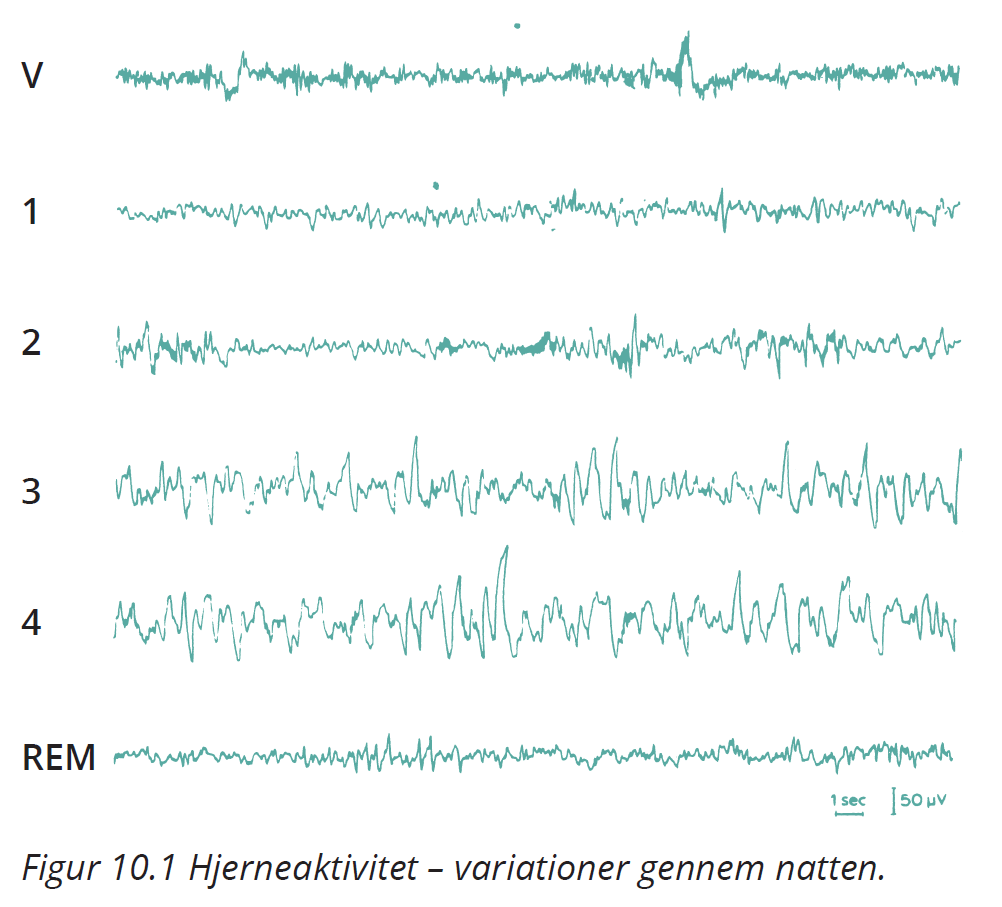 V
1
2
3
4
REM
1 sec 50 µV
Figur 10.1 Hjerneaktivitet – variationer gennem natten.